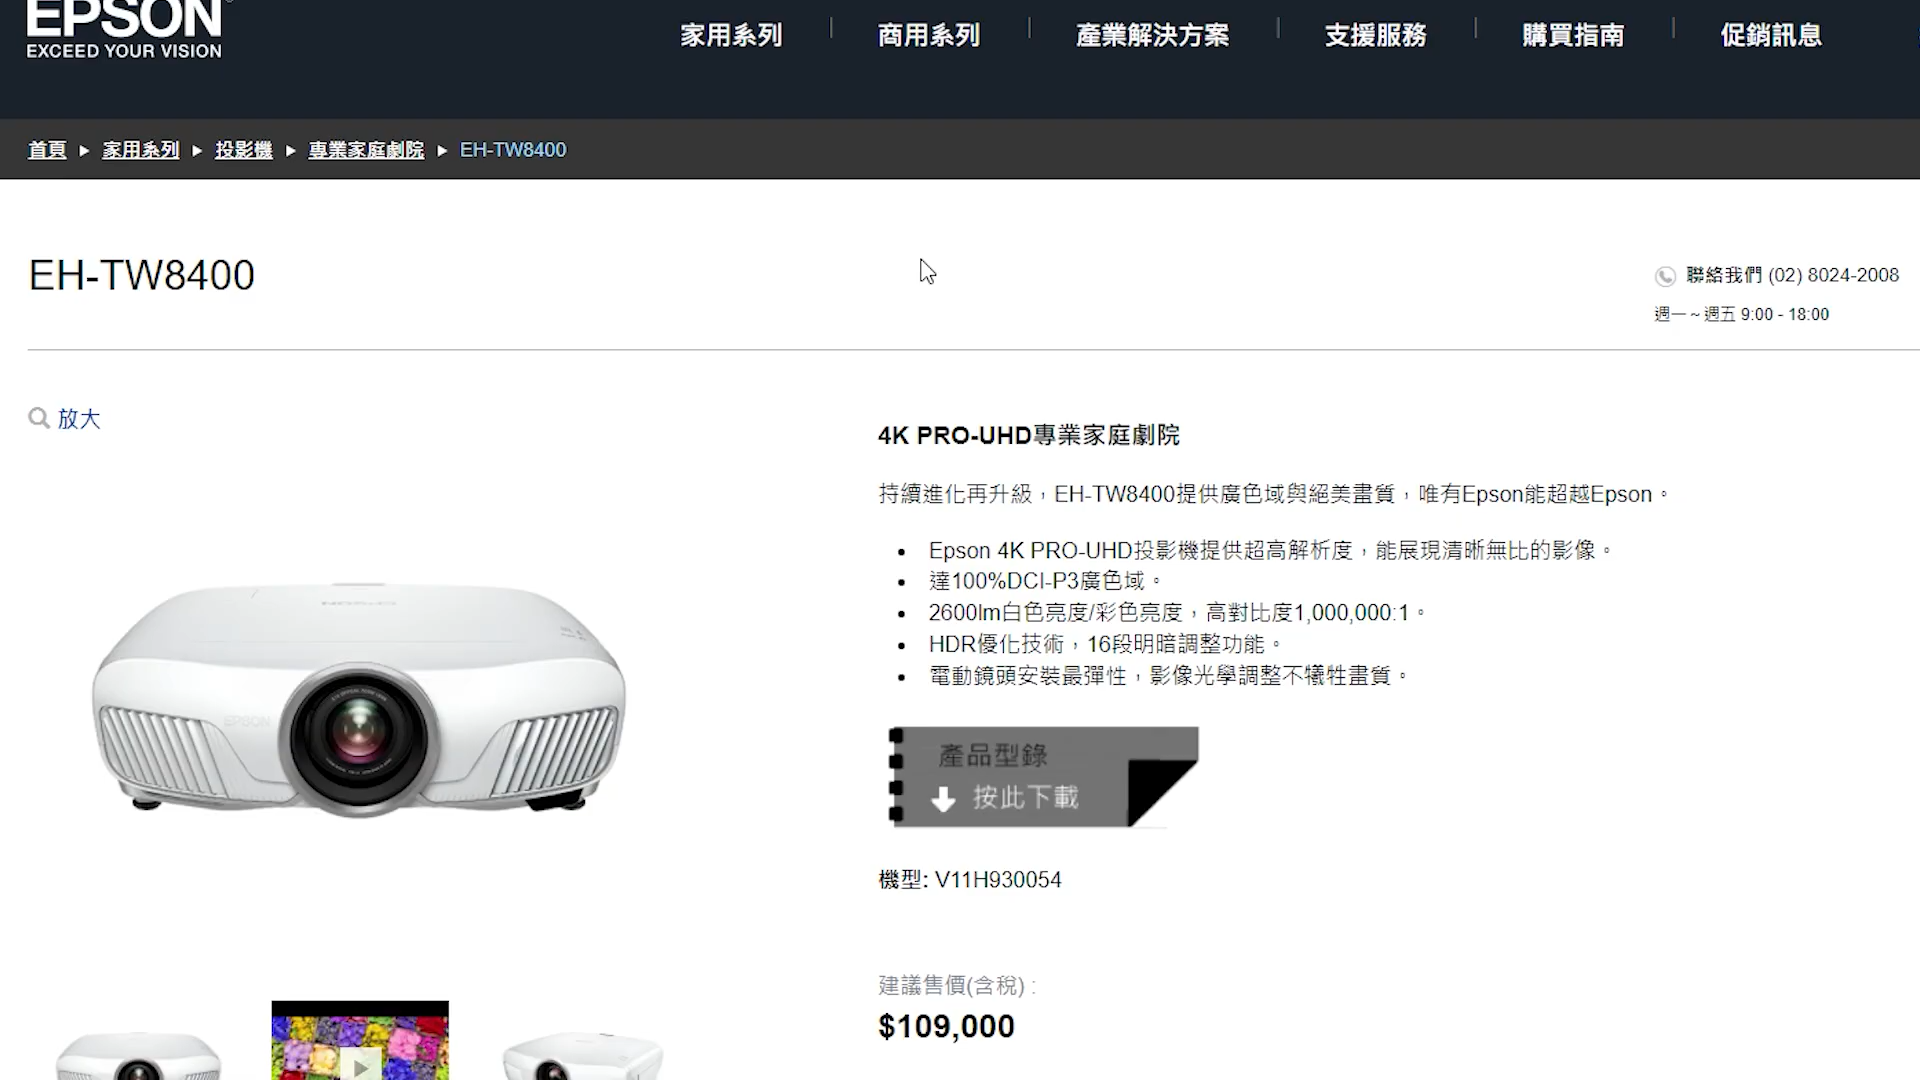 EPSON
EXCEED YOUR VISION
家用系列
商用系列
產業解決方案
支援服務
購買指南
促銷訊息
首頁 ▸ 家用系列 ▸ 投影機 ▸ 專業家庭劇院 ▸ EH-TW8400
EH-TW8400
聯絡我們 (02) 8024-2008
週一 ~ 週五 9:00 - 18:00
放大
4K PRO-UHD專業家庭劇院
持續進化再升級，EH-TW8400提供廣色域與絕美畫質，唯有Epson能超越Epson。
• Epson 4K PRO-UHD投影機提供超高解析度，能展現清晰無比的影像。
• 達100%DCI-P3廣色域。
• 2600lm白色亮度/彩色亮度，高對比度1,000,000:1。
• HDR優化技術，16段明暗調整功能。
• 電動鏡頭安裝最彈性，影像光學調整不犧牲畫質。
EPSON
產品型錄
按此下載
機型: V11H930054
建議售價(含稅) :
$109,000